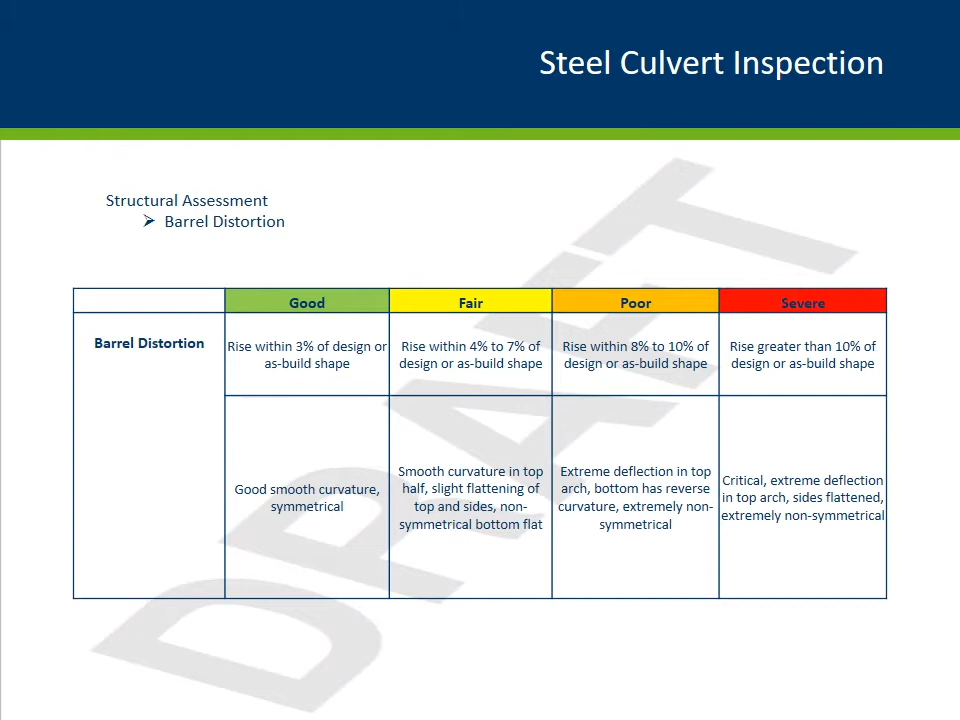 Steel Culvert Inspection
Structural Assessment
➢ Barrel Distortion
Good
Fair
Poor
Severe
Barrel Distortion
Rise within 3% of design or
as-build shape
Rise within 4% to 7% of
design or as-build shape
Rise within 8% to 10% of
design or as-build shape
Rise greater than 10% of
design or as-build shape
Good smooth curvature,
symmetrical
Smooth curvature in top
half, slight flattening of
top and sides, non-
symmetrical bottom flat
Extreme deflection in top
arch, bottom has reverse
curvature, extremely non-
symmetrical
Critical, extreme deflection
in top arch, sides flattened,
extremely non-symmetrical
DRAFT